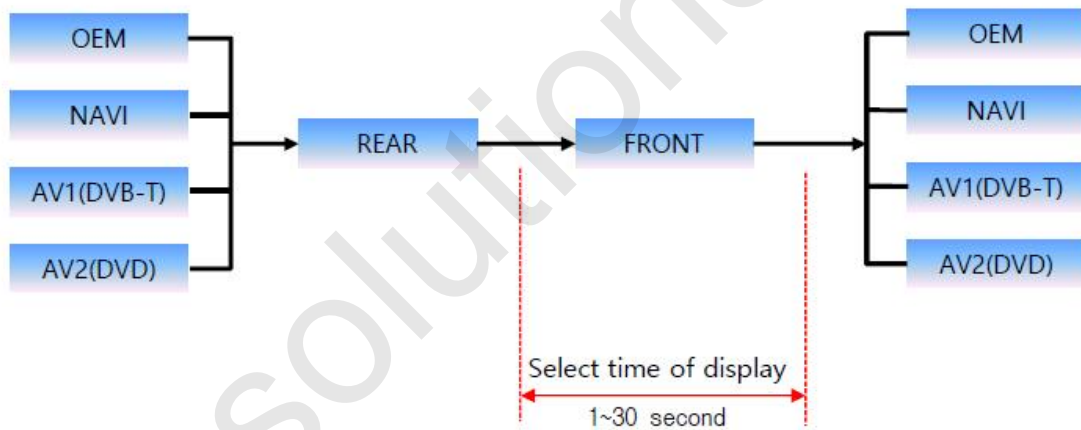 OEM
NAVI
AV1(DVB-T)
AV2(DVD)
REAR
FRONT
OEM
NAVI
AV1(DVB-T)
AV2(DVD)
Select time of display
1~30 second
solution